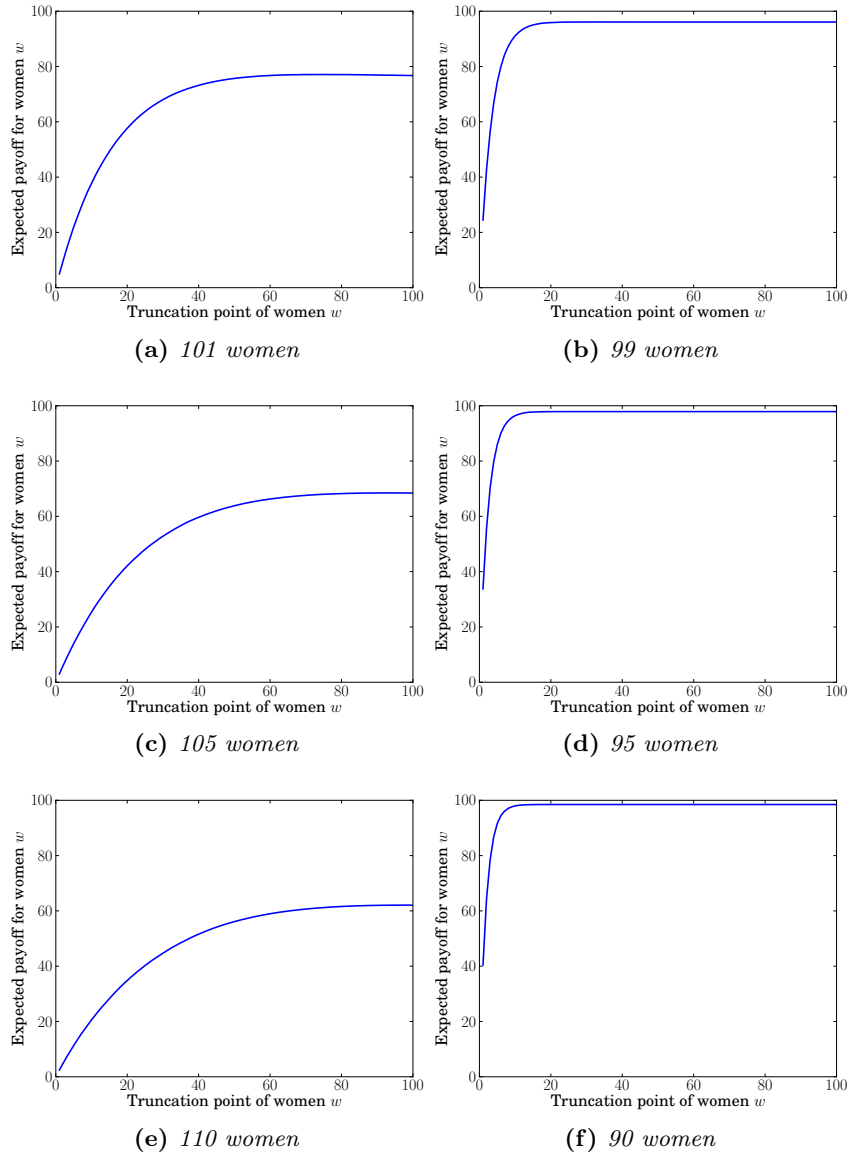 Expected payoff for women w
100
80
60
40
20
0
0 20 40 60 80 100
Truncation point of women w
(a) 101 women
Expected payoff for women w
100
80
60
40
20
0
0 20 40 60 80 100
Truncation point of women w
(b) 99 women
Expected payoff for women w
100
80
60
40
20
0
0 20 40 60 80 100
Truncation point of women w
(c) 105 women
Expected payoff for women w
100
80
60
40
20
0
0 20 40 60 80 100
Truncation point of women w
(d) 95 women
Expected payoff for women w
100
80
60
40
20
0
0 20 40 60 80 100
Truncation point of women w
(e) 110 women
Expected payoff for women w
100
80
60
40
20
0
0 20 40 60 80 100
Truncation point of women w
(f) 90 women